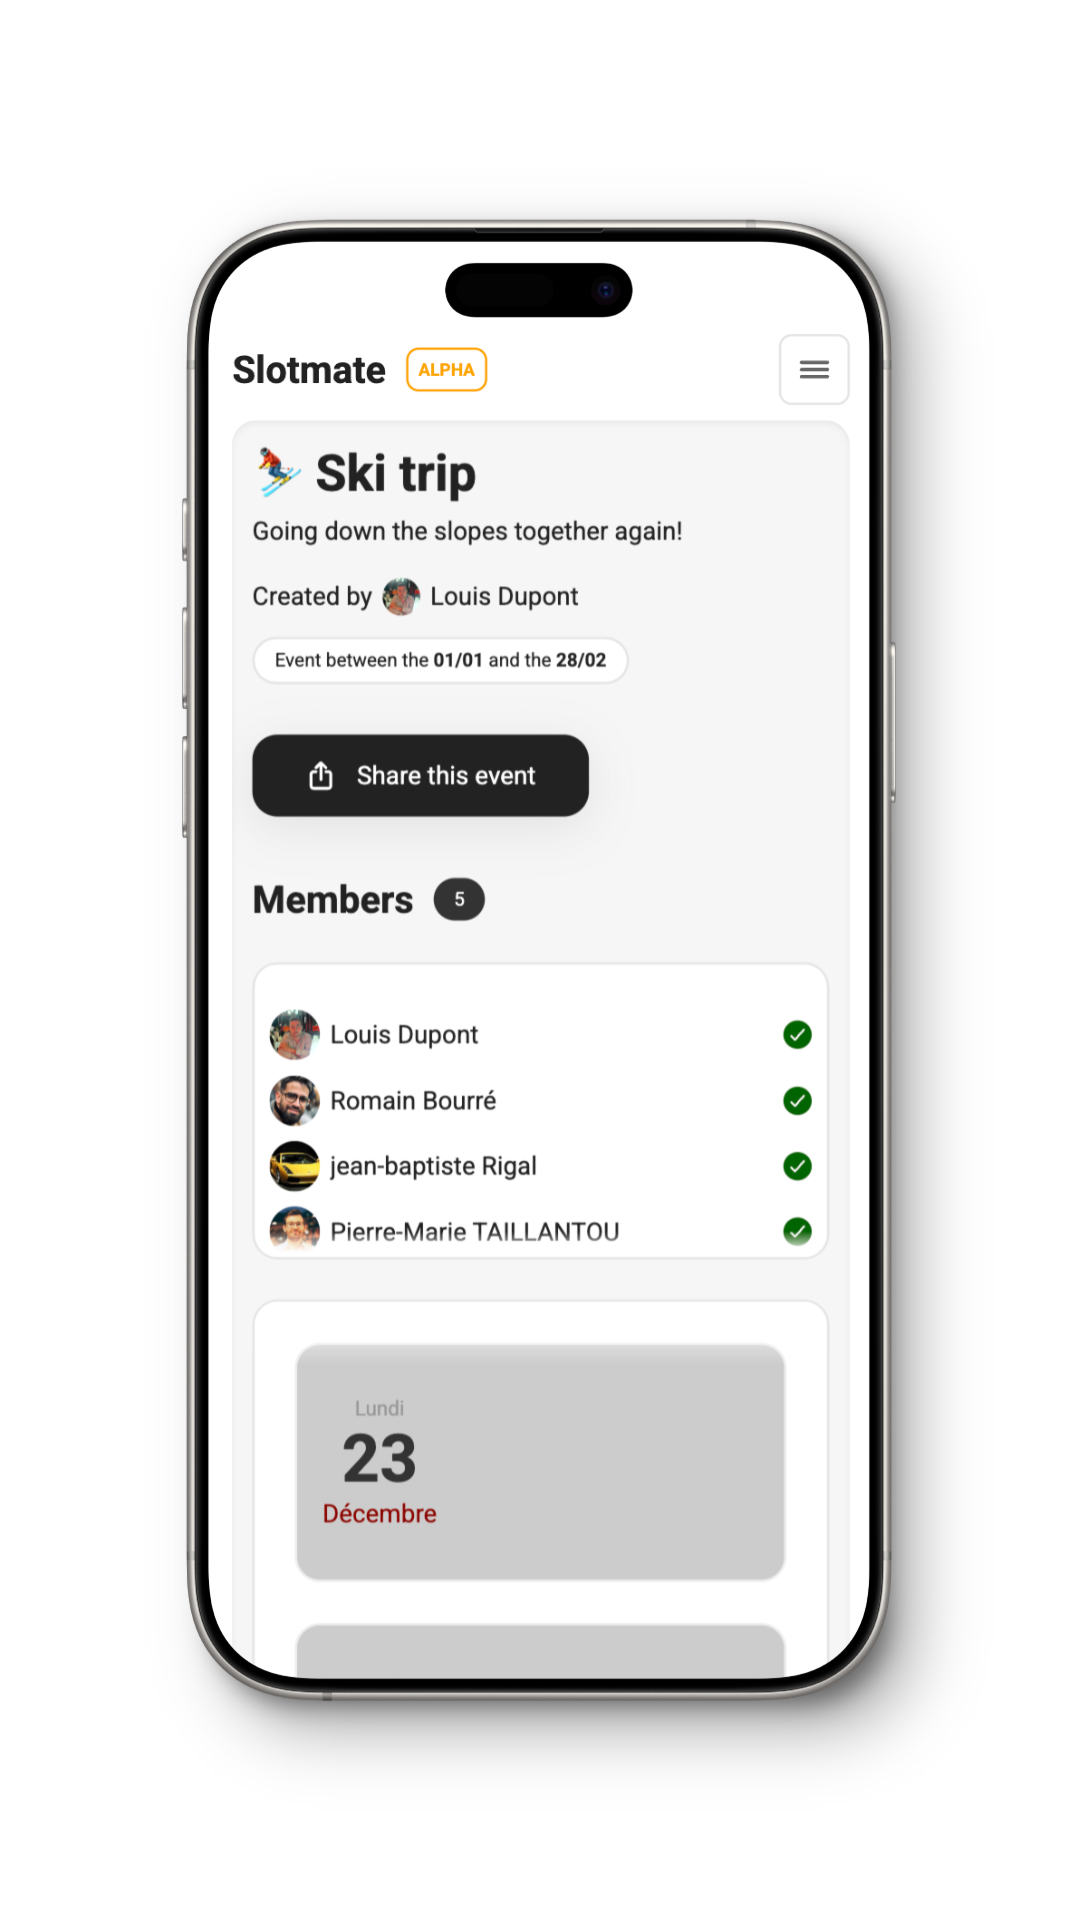 Slotmate ALPHA
Ski trip
Going down the slopes together again!
Created by Louis Dupont
Event between the 01/01 and the 28/02
Share this event
Members 5
Louis Dupont
Romain Bourré
jean-baptiste Rigal
Pierre-Marie TAILLANTOU
Lundi
23
Décembre